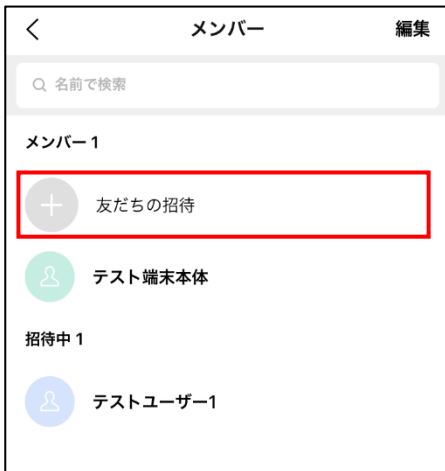 メンバー 編集
名前で検索
メンバー 1
友だちの招待
テスト端末本体
招待中 1
テストユーザー1